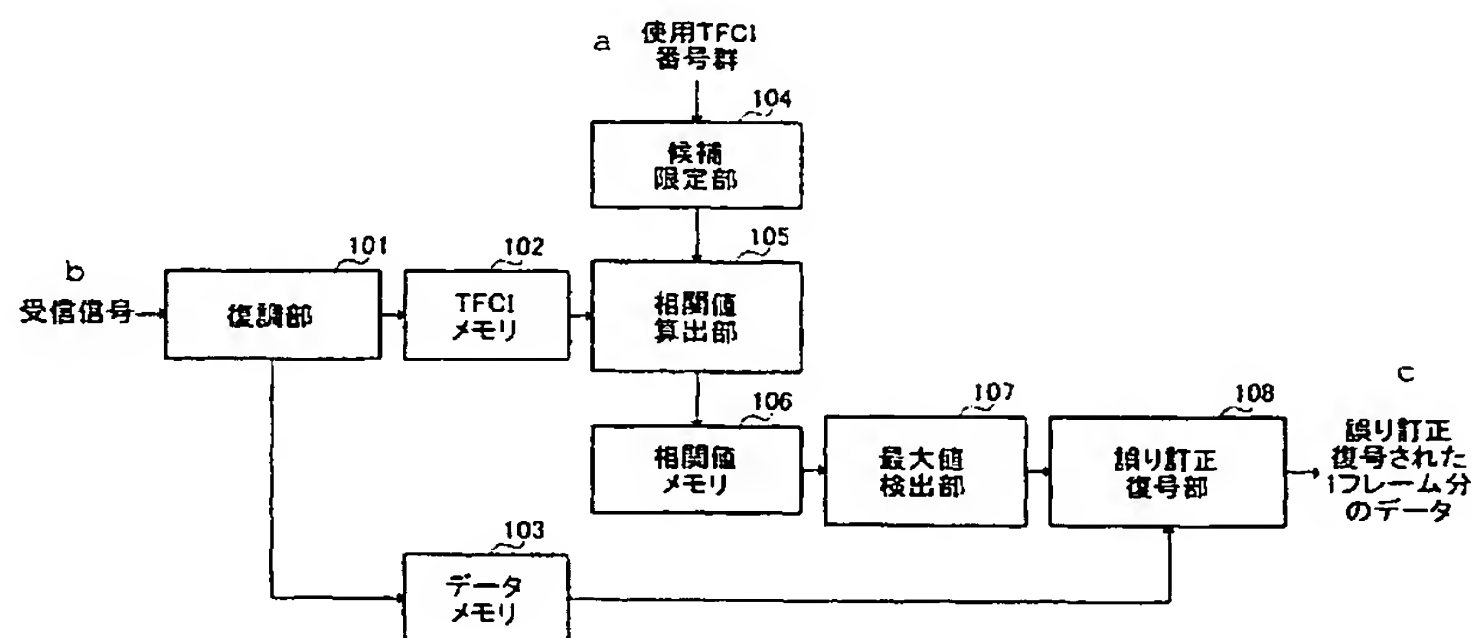 a
使用TFCI
番号群
104
候補
限定部
b
受信信号
101
復調部
102
TFCI
メモリ
105
相関値
算出部
106
相関値
メモリ
107
最大値
検出部
108
誤り訂正
復号部
c
誤り訂正
復号された
1フレーム分
のデータ
103
データ
メモリ